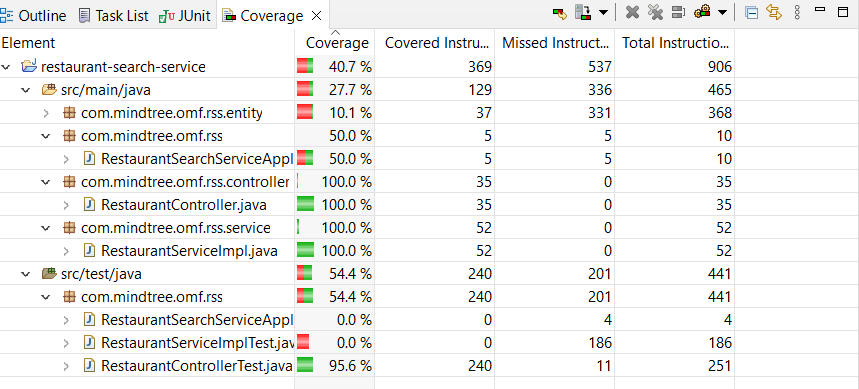 Outline Task List JUnit Coverage
Element Coverage Covered Instru... Missed Instruct... Total Instructio...
restaurant-search-service 40.7 % 369 537 906
src/main/java 27.7 % 129 336 465
com.mindtree.omf.rss.entity 10.1 % 37 331 368
com.mindtree.omf.rss 50.0 % 5 5 10
RestaurantSearchServiceAppl 50.0 % 5 5 10
com.mindtree.omf.rss.controller 100.0 % 35 0 35
RestaurantController.java 100.0 % 35 0 35
com.mindtree.omf.rss.service 100.0 % 52 0 52
RestaurantServiceImpl.java 100.0 % 52 0 52
src/test/java 54.4 % 240 201 441
com.mindtree.omf.rss 54.4 % 240 201 441
RestaurantSearchServiceAppl 0.0 % 0 4 4
RestaurantServiceImplTest.jav 0.0 % 0 186 186
RestaurantControllerTest.java 95.6 % 240 11 251